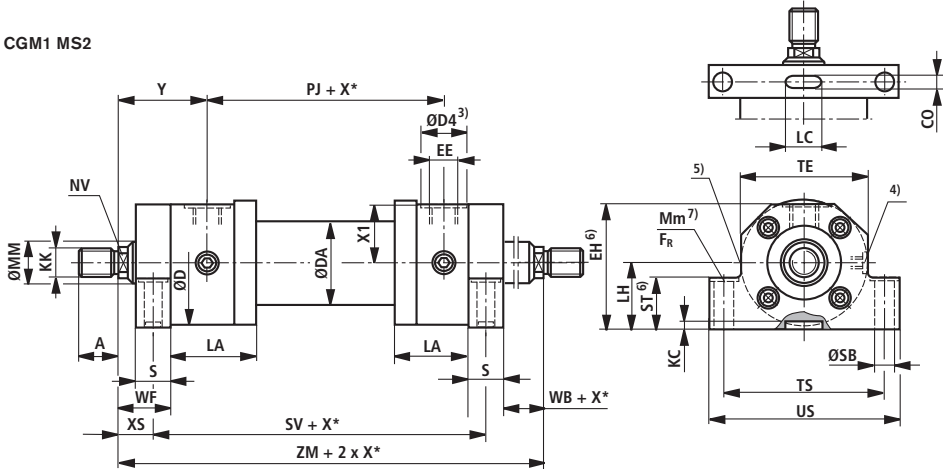 CGM1 MS2
Y
PJ + X*
ØD4 3)
EE
NV
ØMM
KK
ØD
ØDA
X1
A
S
LA
LA
S
WF
WB + X*
XS
SV + X*
ZM + 2 x X*
CO
LC
TE
5)
4)
Mm 7)
FR
EH 6)
LH
ST 6)
KC
ØSB
TS
US